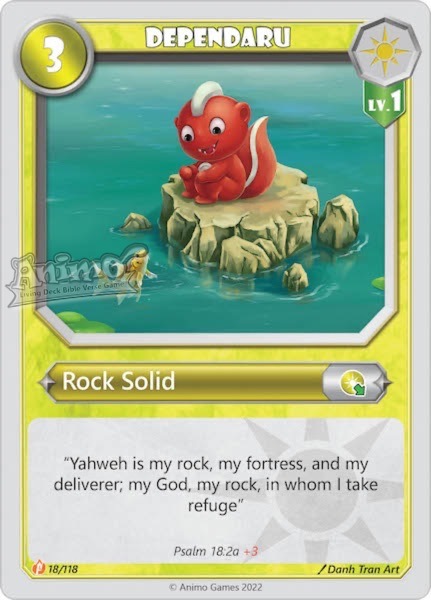 3
DEPENDARU
LV.1
Animo
Living Deck Bible Verse Game
Rock Solid
“Yahweh is my rock, my fortress, and my
deliverer; my God, my rock, in whom I take
refuge”
Psalm 18:2a +3
18/118
Danh Tran Art
© Animo Games 2022